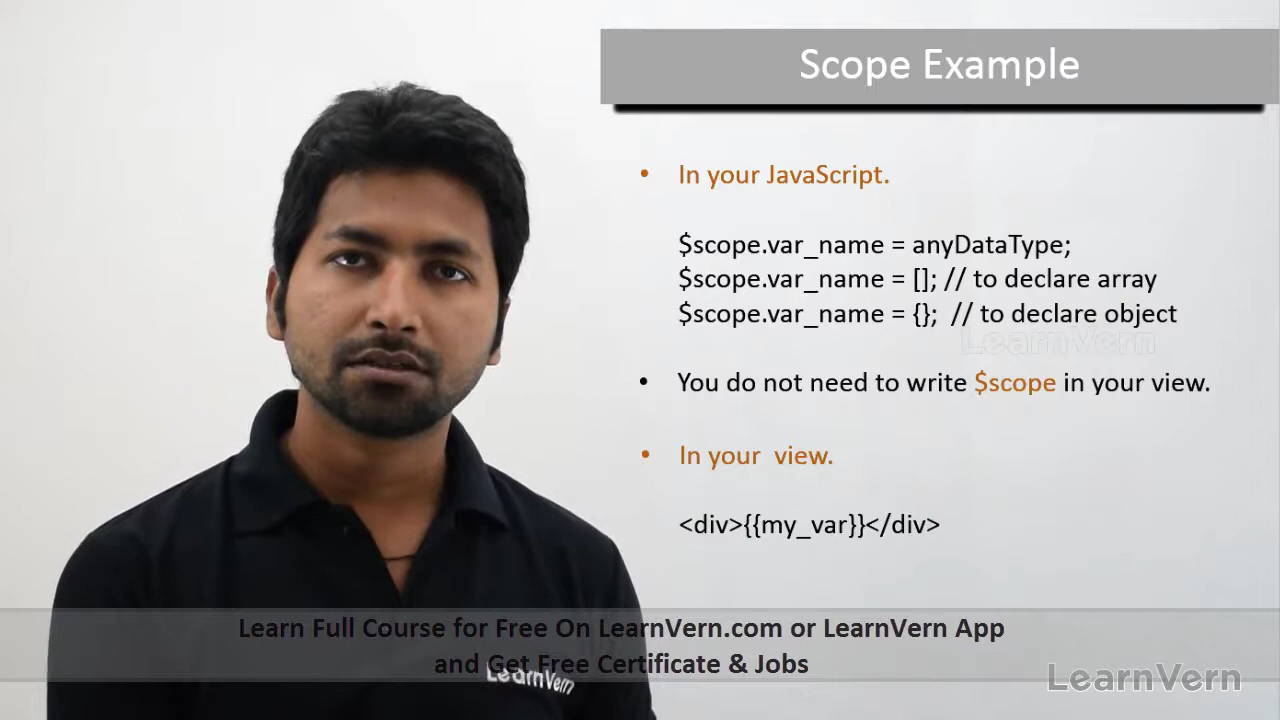 Scope Example
• In your JavaScript.
$scope.var_name = anyDataType;
$scope.var_name = []; // to declare array
$scope.var_name = {}; // to declare object
LearnVern
• You do not need to write $scope in your view.
• In your  view.
<div>{{my_var}}</div>
Learn Full Course for Free On LearnVern.com or LearnVern App
and Get Free Certificate & Jobs
LearnVern
LearnVern